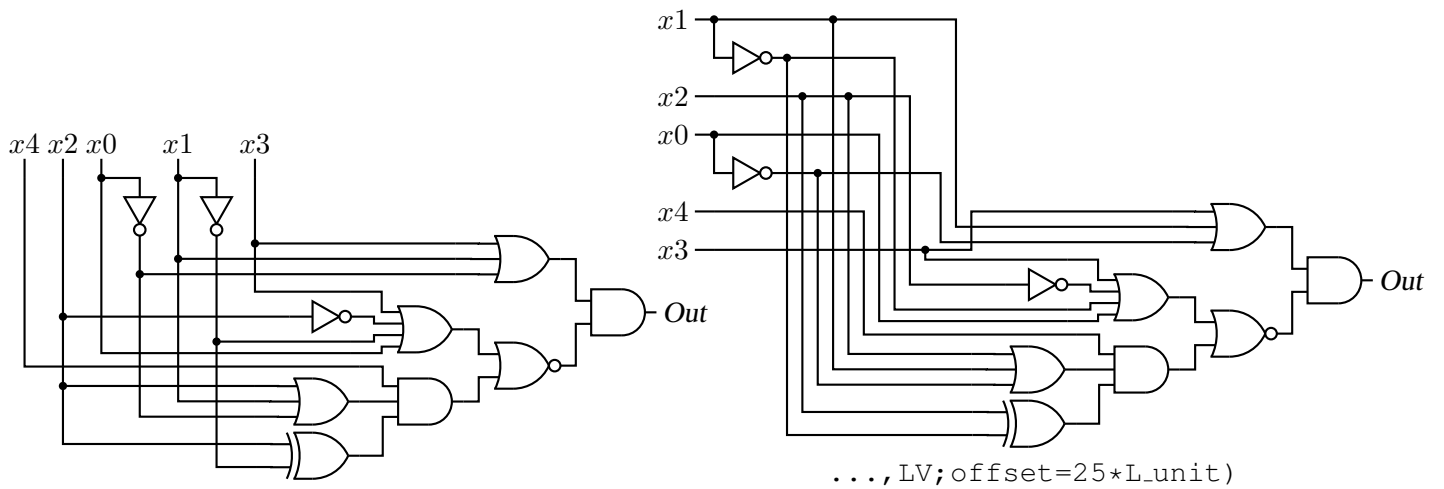 x4 x2 x0 x1 x3
Out
x1
x2
x0
x4
x3
Out
...,LV;offset=25*L_unit)